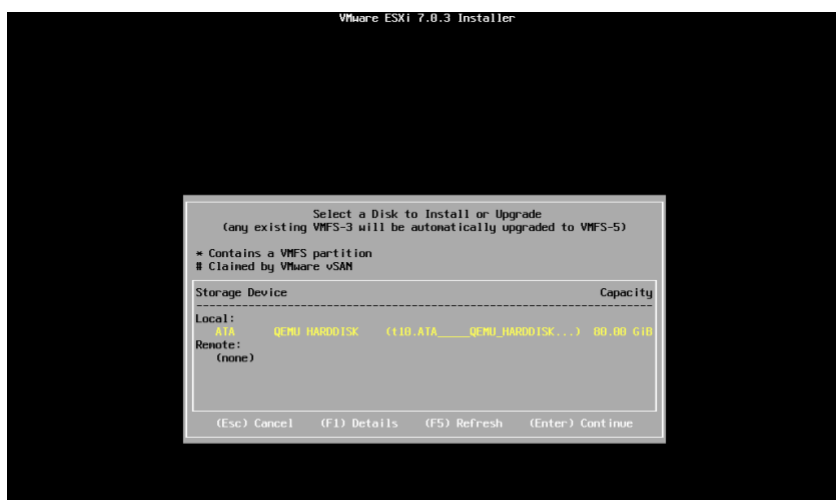 VMware ESXi 7.0.3 Installer
Select a Disk to Install or Upgrade
(any existing VMFS-3 will be automatically upgraded to VMFS-5)
* Contains a VMFS partition
# Claimed by VMware vSAN
Storage Device Capacity
Local:
ATA QEMU HARDDISK (t10.ATA_____QEMU_HARDDISK...) 80.00 GiB
Remote:
(none)
(Esc) Cancel (F1) Details (F5) Refresh (Enter) Continue